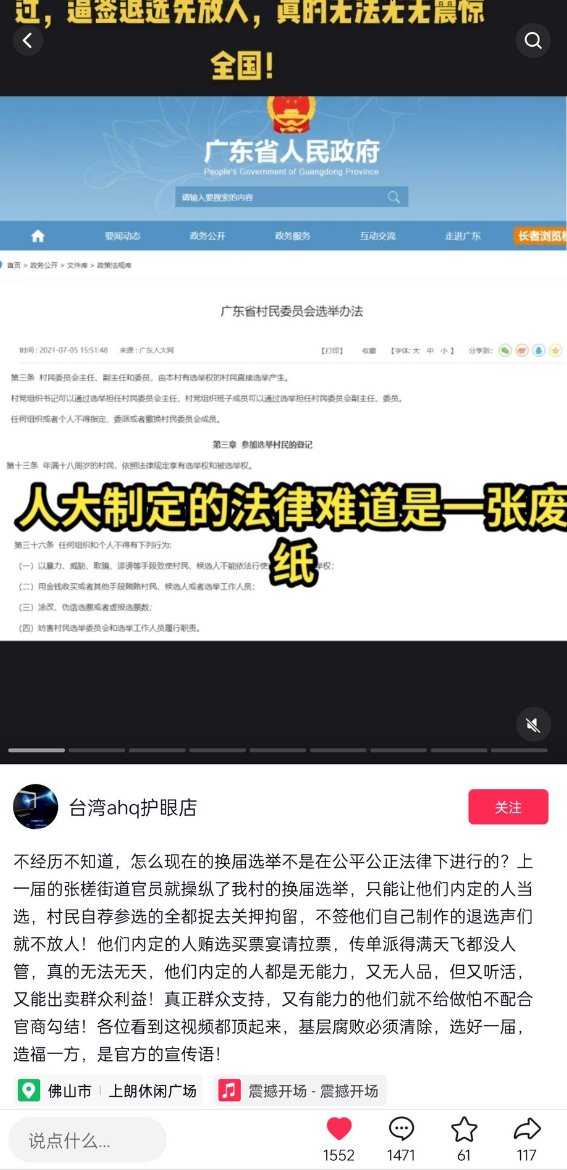 过，逼签退选先放人，真的无法无天震惊
全国！
广东省人民政府
People's Government of Guangdong Province
请输入要搜索的内容
要闻动态 政务公开 政务服务 互动交流 走进广东 长者浏览模
首页 > 政务公开 > 文件库 > 政策法规库
广东省村民委员会选举办法
时间：2021-07-05 15:51:48 来源：广东人大网 【打印】 收藏 【字体：大 中 小】 分享到：
第三条 村民委员会主任、副主任和委员，由本村有选举权的村民直接选举产生。
村党组织书记可以通过选举担任村民委员会主任，村党组织班子成员可以通过选举担任村民委员会副主任、委员。
任何组织或者个人不得指定、委派或者撤换村民委员会成员。
第三章 参加选举村民的登记
第十三条 年满十八周岁的村民，依照法律规定享有选举权和被选举权。
人大制定的法律难道是一张废
纸
第三十六条 任何组织和个人不得有下列行为：
（一）以暴力、威胁、欺骗、诽谤等手段致使村民、候选人不能依法行使 举权；
（二）用金钱收买或者其他手段贿赂村民、候选人或者选举工作人员；
（三）涂改、伪造选票或者虚报选票数；
（四）妨害村民选举委员会和选举工作人员履行职责。
台湾ahq护眼店
关注
不经历不知道，怎么现在的换届选举不是在公平公正法律下进行的？上
一届的张槎街道官员就操纵了我村的换届选举，只能让他们内定的人当
选，村民自荐参选的全都捉去关押拘留，不签他们自己制作的退选声们
就不放人！他们内定的人贿选买票宴请拉票，传单派得满天飞都没人
管，真的无法无天，他们内定的人都是无能力，又无人品，但又听活，
又能出卖群众利益！真正群众支持，又有能力的他们就不给做怕不配合
官商勾结！各位看到这视频都顶起来，基层腐败必须清除，选好一届，
造福一方，是官方的宣传语！
佛山市 | 上朗休闲广场 震撼开场 - 震撼开场
说点什么... 1552 1471 61 117